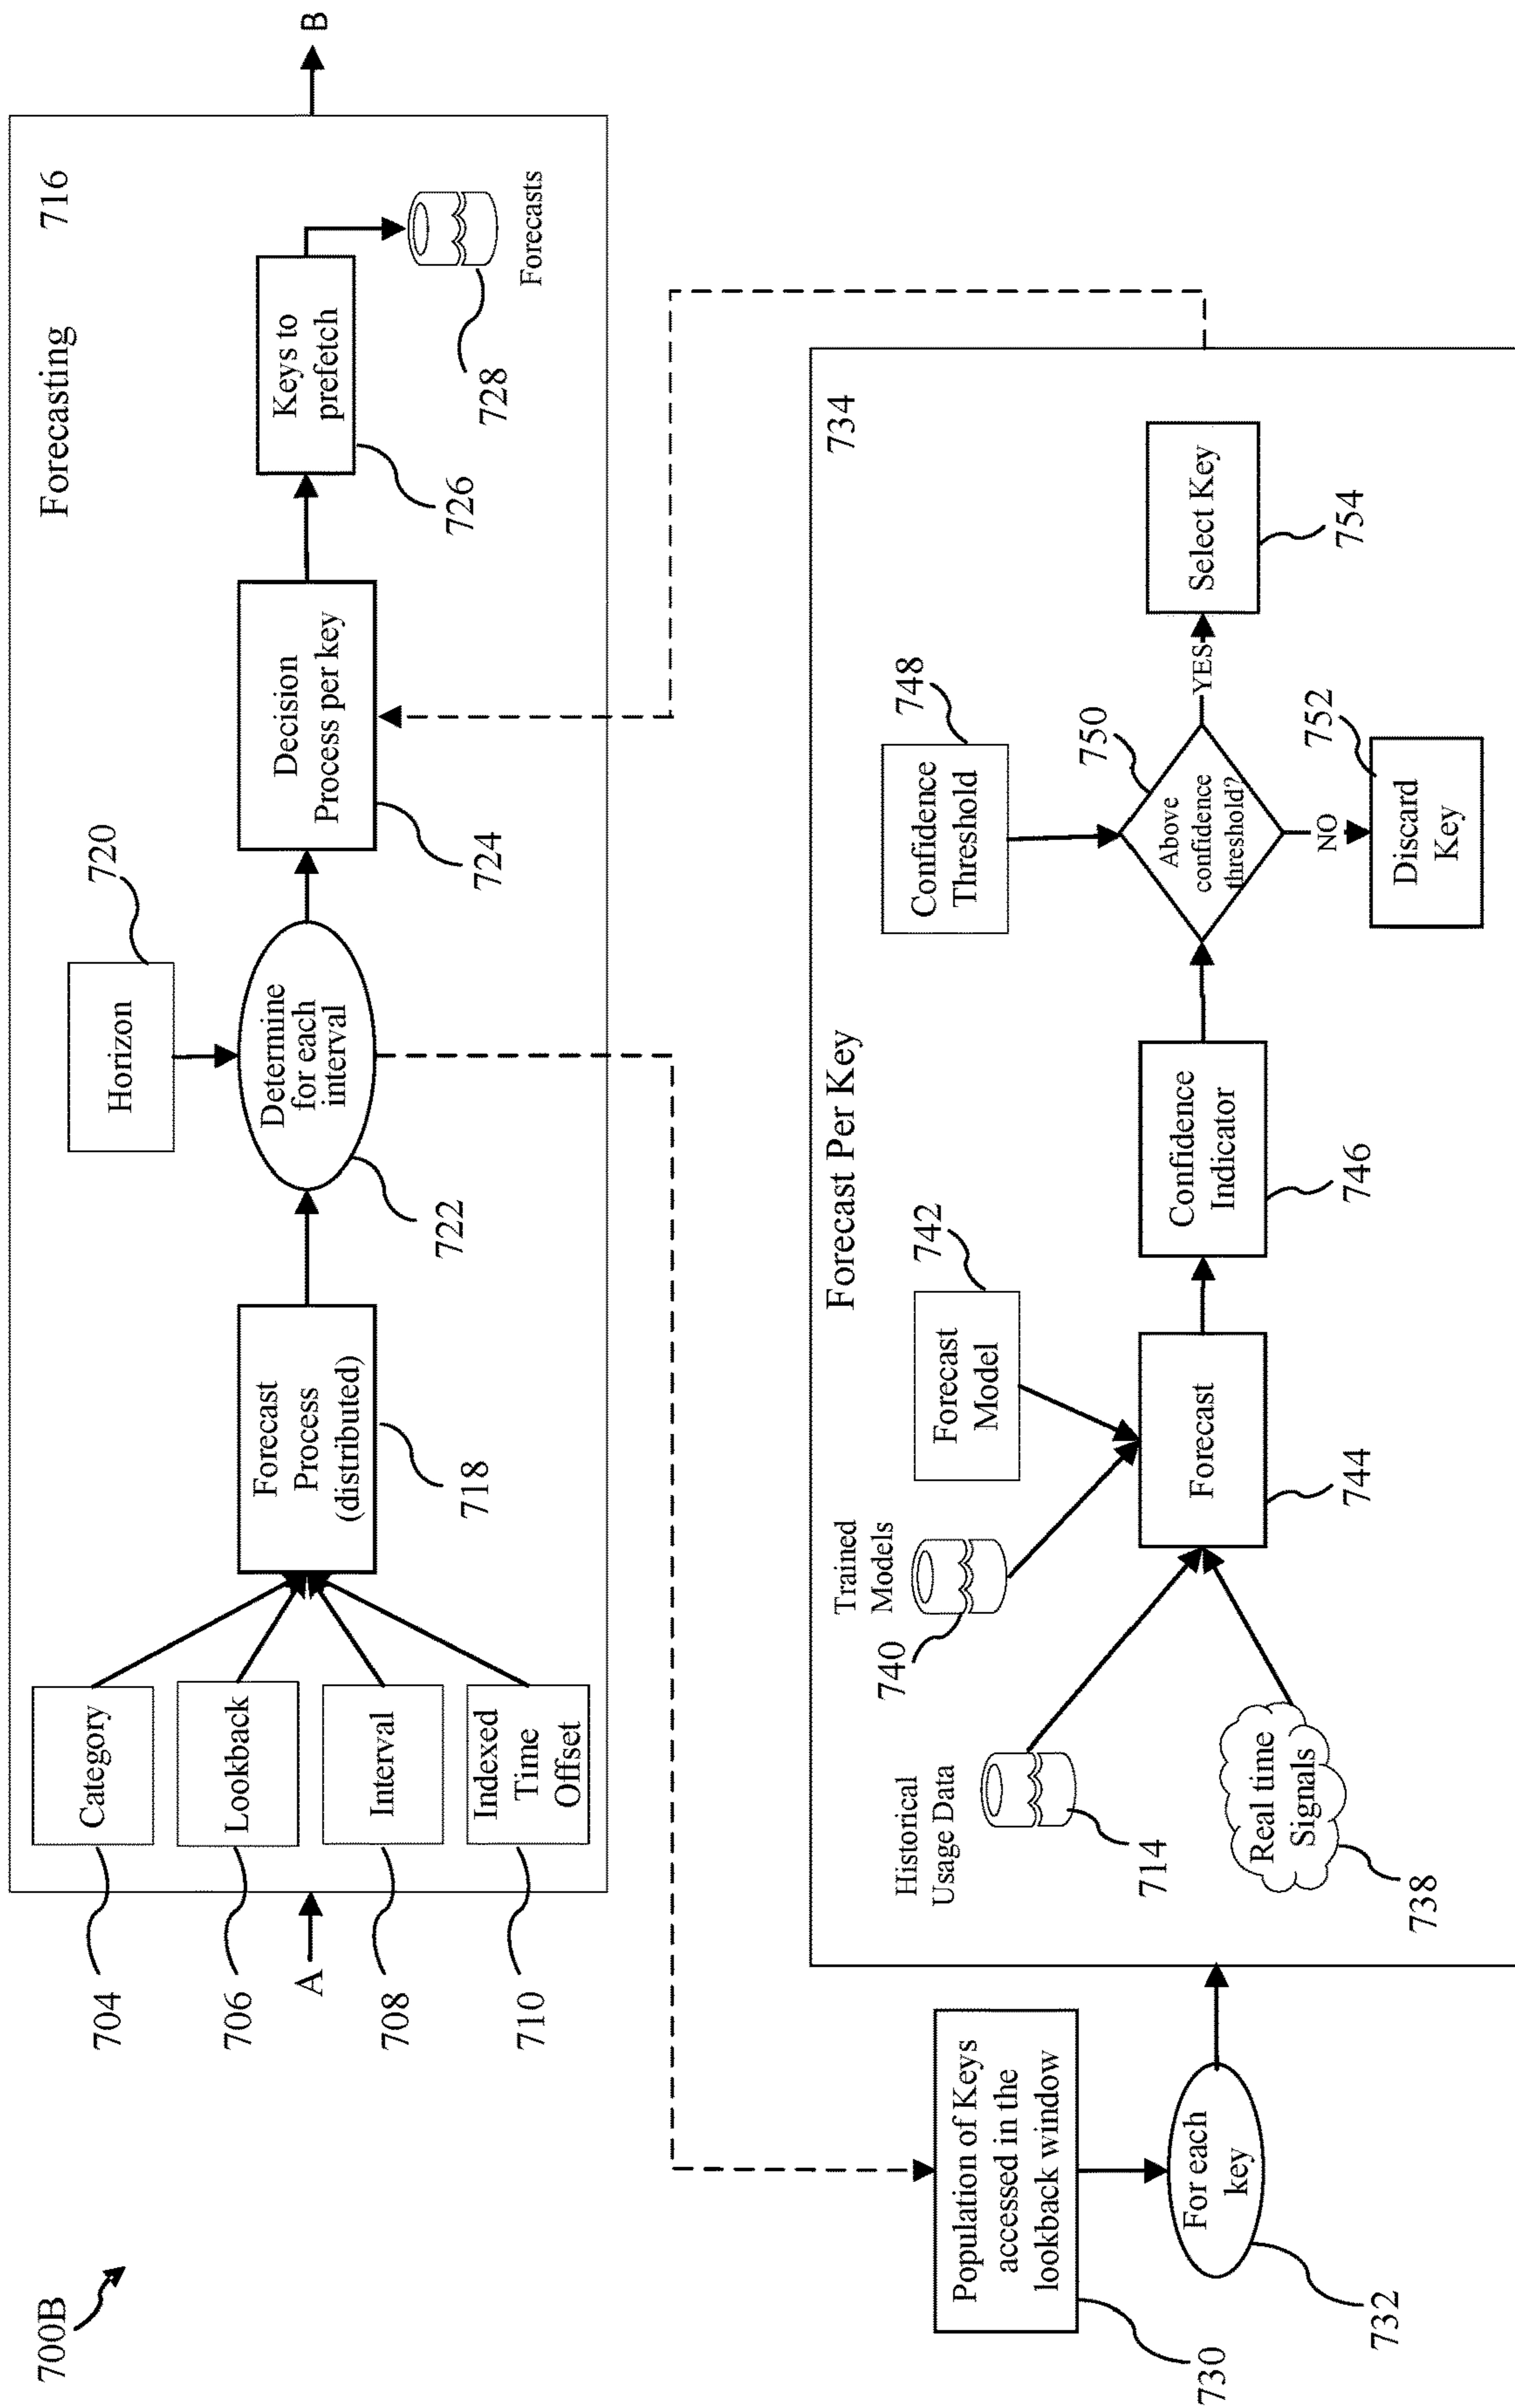 700B
Forecasting
716
704
Category
706
Lookback
A
708
Interval
710
Indexed
Time
Offset
Forecast
Process
(distributed)
718
Horizon
720
Determine
for each
interval
722
Decision
Process per key
724
Keys to
prefetch
726
728
Forecasts
B
Population of Keys
accessed in the
lookback window
730
For each
key
732
Forecast Per Key
734
Historical
Usage Data
714
Real time
Signals
738
Trained
Models
740
Forecast
Model
742
Forecast
744
Confidence
Indicator
746
Confidence
Threshold
748
Above
confidence
threshold?
750
YES
NO
Discard
Key
752
Select Key
754